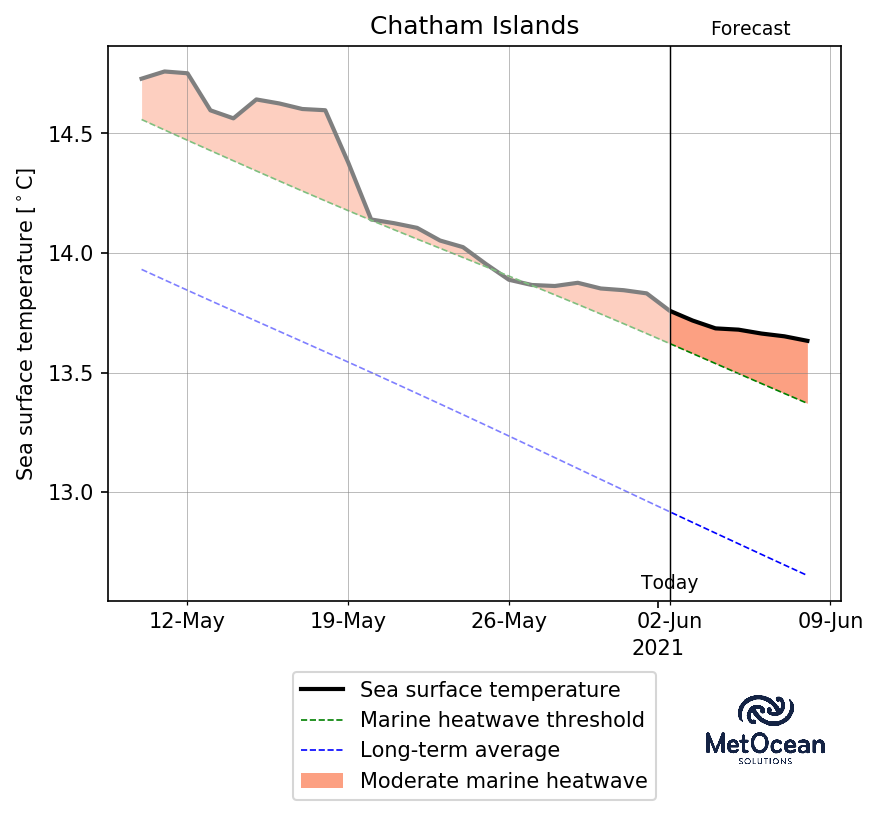 Chatham Islands
Forecast
Sea surface temperature [°C]
14.5
14.0
13.5
13.0
Today
12-May
19-May
26-May
02-Jun
09-Jun
2021
Sea surface temperature
Marine heatwave threshold
Long-term average
Moderate marine heatwave
MetOcean
SOLUTIONS